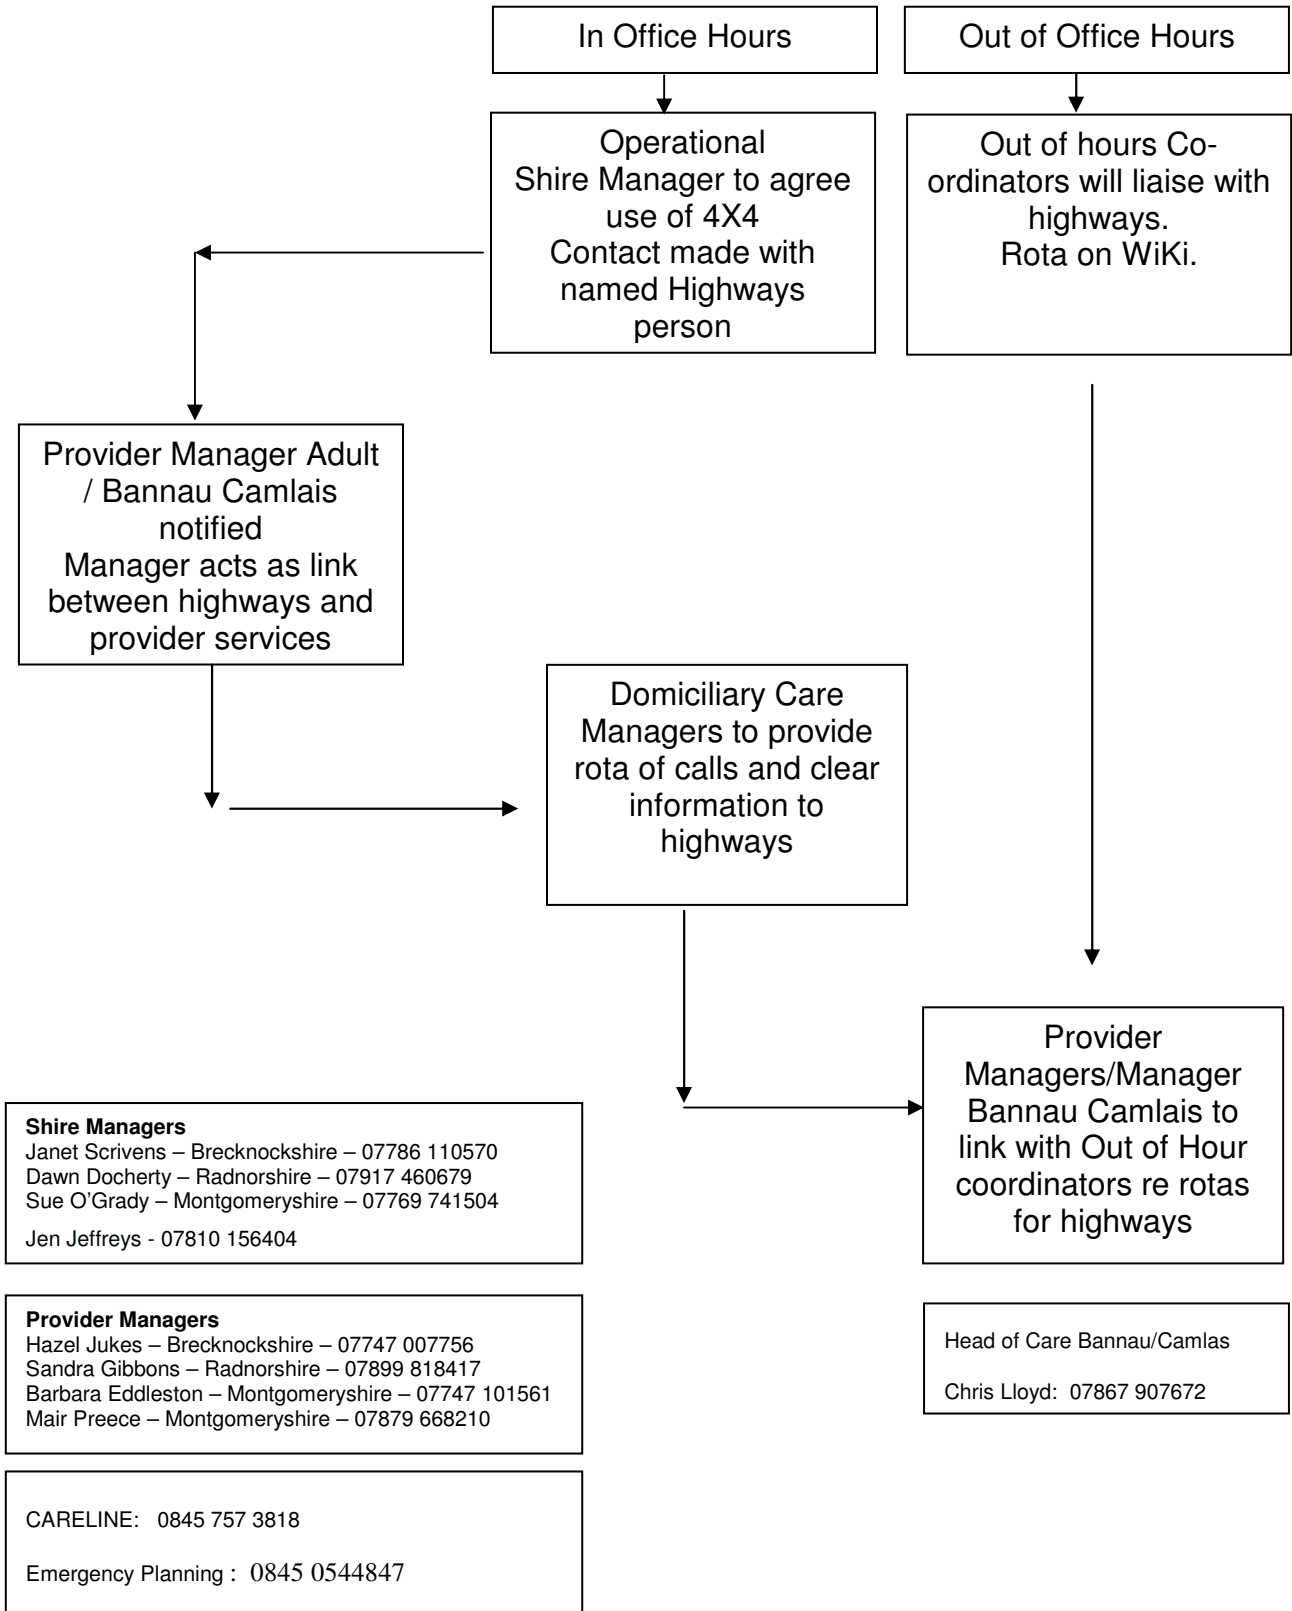 In Office Hours
Out of Office Hours
Operational
Shire Manager to agree
use of 4X4
Contact made with
named Highways
person
Out of hours Co-
ordinators will liaise with
highways.
Rota on WiKi.
Provider Manager Adult
/ Bannau Camlais
notified
Manager acts as link
between highways and
provider services
Domiciliary Care
Managers to provide
rota of calls and clear
information to
highways
Provider
Managers/Manager
Bannau Camlais to
link with Out of Hour
coordinators re rotas
for highways
Shire Managers
Janet Scrivens – Brecknockshire – 07786 110570
Dawn Docherty – Radnorshire – 07917 460679
Sue O'Grady – Montgomeryshire – 07769 741504
Jen Jeffreys - 07810 156404
Provider Managers
Hazel Jukes – Brecknockshire – 07747 007756
Sandra Gibbons – Radnorshire – 07899 818417
Barbara Eddleston – Montgomeryshire – 07747 101561
Mair Preece – Montgomeryshire – 07879 668210
Head of Care Bannau/Camlas
Chris Lloyd: 07867 907672
CARELINE: 0845 757 3818
Emergency Planning : 0845 0544847